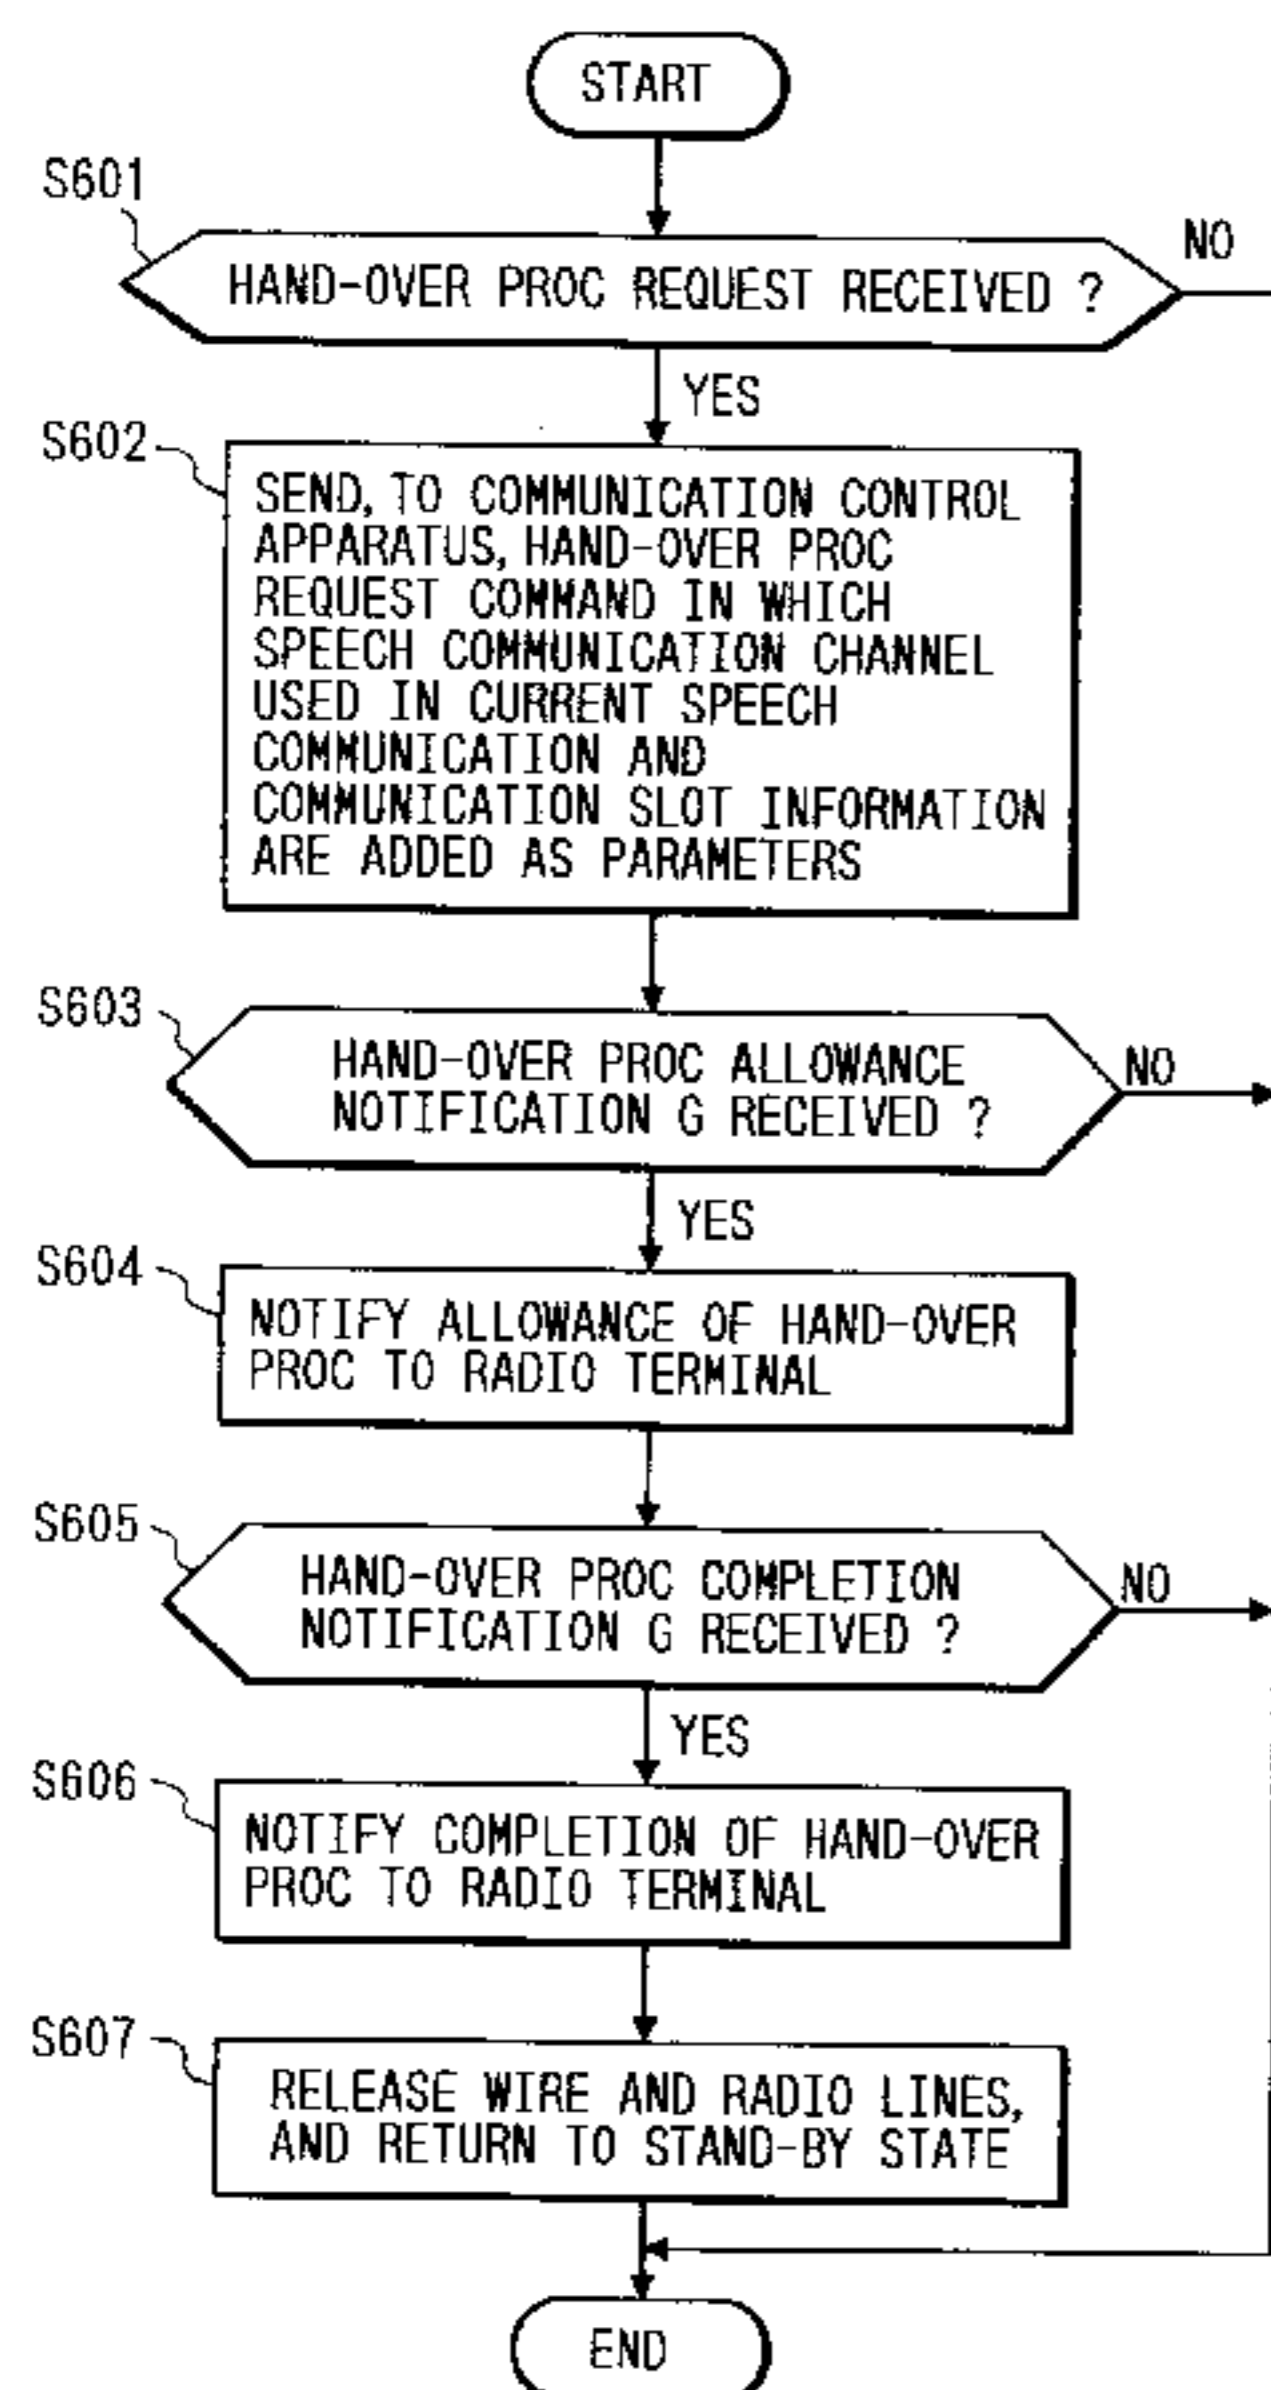 START
S601
HAND-OVER PROC REQUEST RECEIVED ?
NO
YES
S602
SEND, TO COMMUNICATION CONTROL
APPARATUS, HAND-OVER PROC
REQUEST COMMAND IN WHICH
SPEECH COMMUNICATION CHANNEL
USED IN CURRENT SPEECH
COMMUNICATION AND
COMMUNICATION SLOT INFORMATION
ARE ADDED AS PARAMETERS
S603
HAND-OVER PROC ALLOWANCE
NOTIFICATION G RECEIVED ?
NO
YES
S604
NOTIFY ALLOWANCE OF HAND-OVER
PROC TO RADIO TERMINAL
S605
HAND-OVER PROC COMPLETION
NOTIFICATION G RECEIVED ?
NO
YES
S606
NOTIFY COMPLETION OF HAND-OVER
PROC TO RADIO TERMINAL
S607
RELEASE WIRE AND RADIO LINES,
AND RETURN TO STAND-BY STATE
END